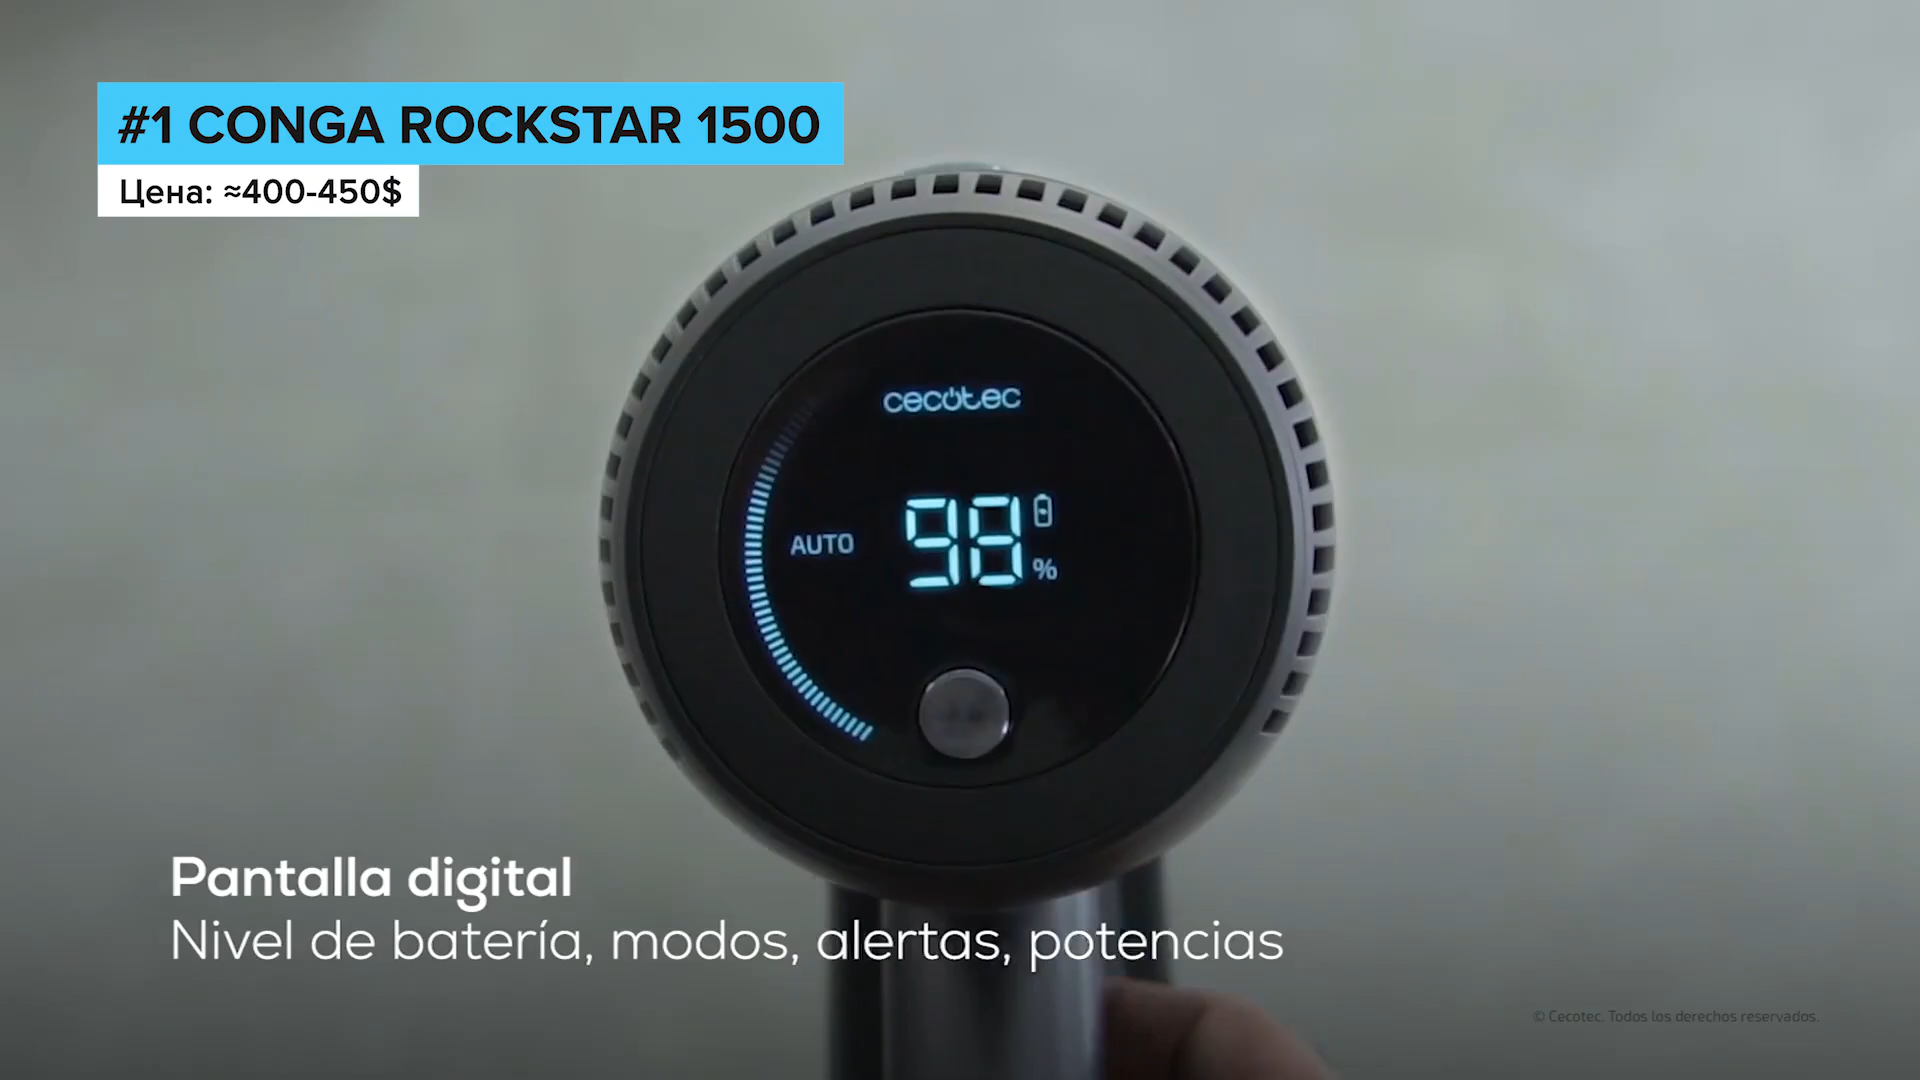 #1 CONGA ROCKSTAR 1500
Цена: ≈400-450$
cecotec
AUTO
98
%
Pantalla digital
Nivel de batería, modos, alertas, potencias
© Cecotec. Todos los derechos reservados.